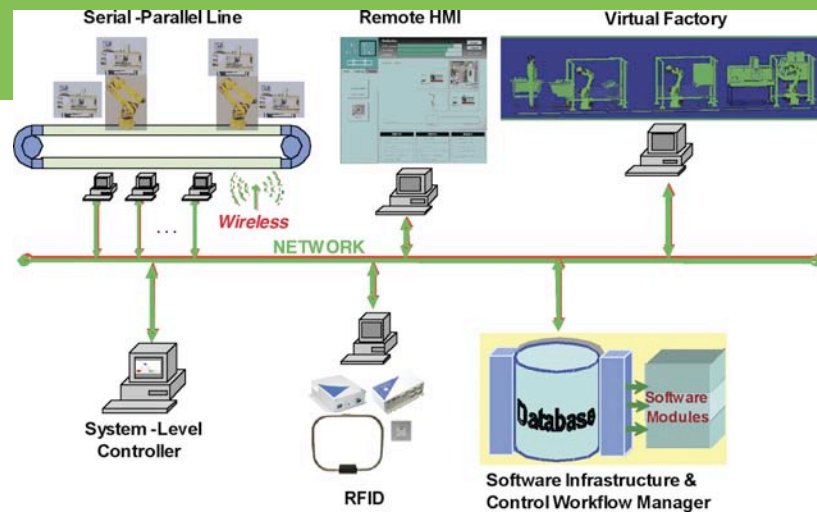 Serial -Parallel Line
Remote HMI
Virtual Factory
Wireless
...
NETWORK
System -Level
Controller
RFID
Database
Software
Modules
Software Infrastructure &
Control Workflow Manager